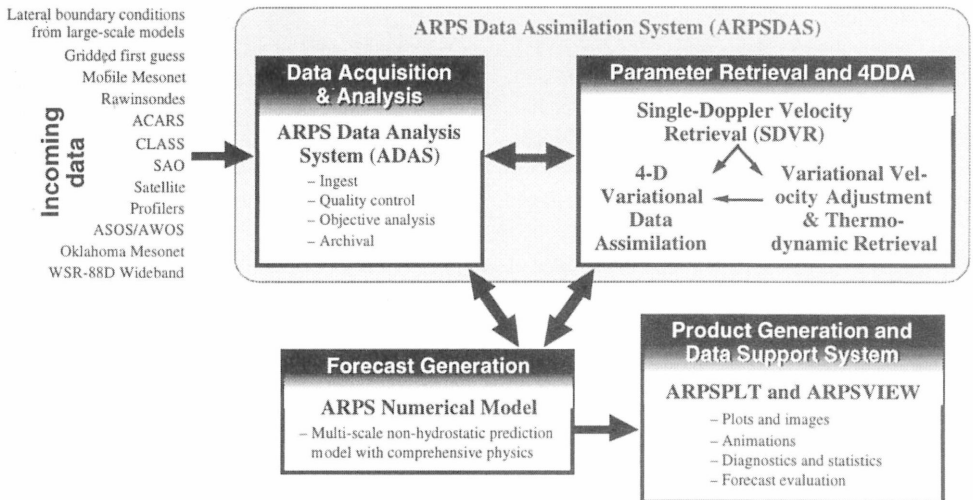 Lateral boundary conditions
from large-scale models
Gridded first guess
Mobile Mesonet
Rawinsondes
ACARS
CLASS
SAO
Satellite
Profilers
ASOS/AWOS
Oklahoma Mesonet
WSR-88D Wideband
Incoming
data
ARPS Data Assimilation System (ARPSDAS)
Data Acquisition
& Analysis
ARPS Data Analysis
System (ADAS)
– Ingest
– Quality control
– Objective analysis
– Archival
Parameter Retrieval and 4DDA
Single-Doppler Velocity
Retrieval (SDVR)
4-D
Variational
Data
Assimilation
Variational Vel-
ocity Adjustment
& Thermo-
dynamic Retrieval
Forecast Generation
ARPS Numerical Model
– Multi-scale non-hydrostatic prediction
model with comprehensive physics
Product Generation and
Data Support System
ARPSPLT and ARPSVIEW
– Plots and images
– Animations
– Diagnostics and statistics
– Forecast evaluation